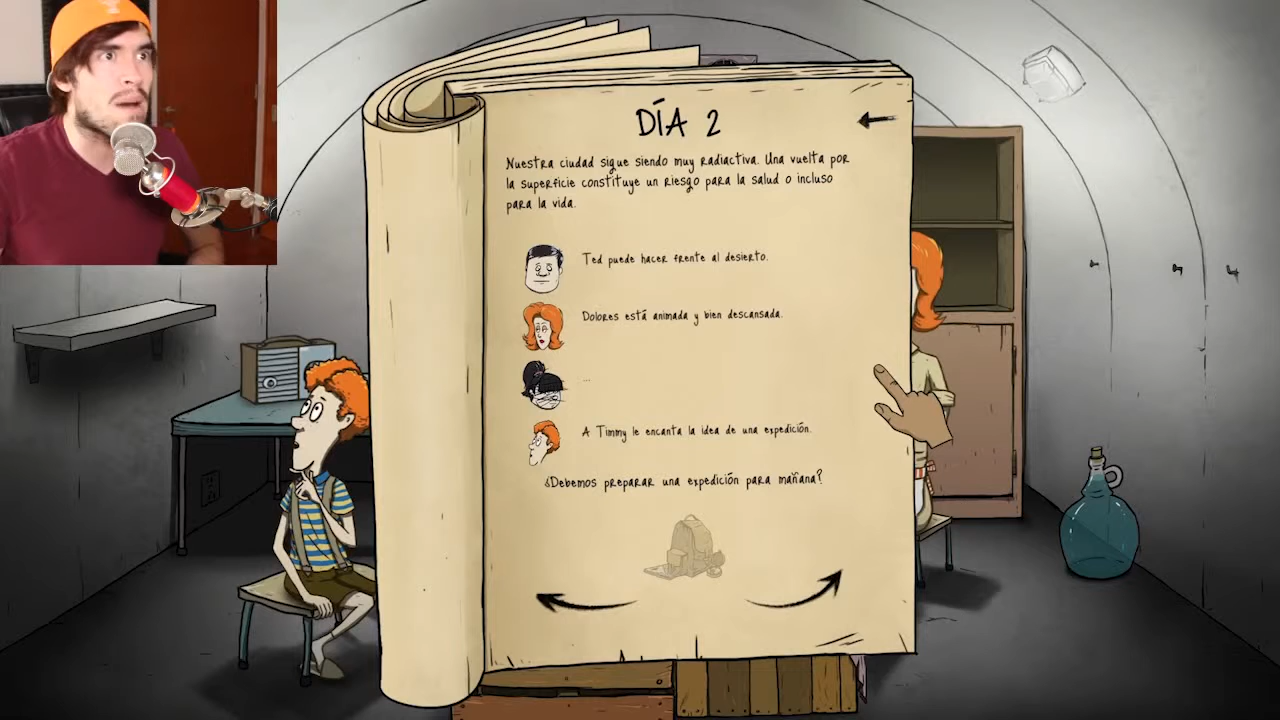 DÍA 2
Nuestra ciudad sigue siendo muy radiactiva. Una vuelta por
la superficie constituye un riesgo para la salud o incluso
para la vida.
Ted puede hacer frente al desierto.
Dolores está animada y bien descansada.
...
A Timmy le encanta la idea de una expedición.
¿Debemos preparar una expedición para mañana?